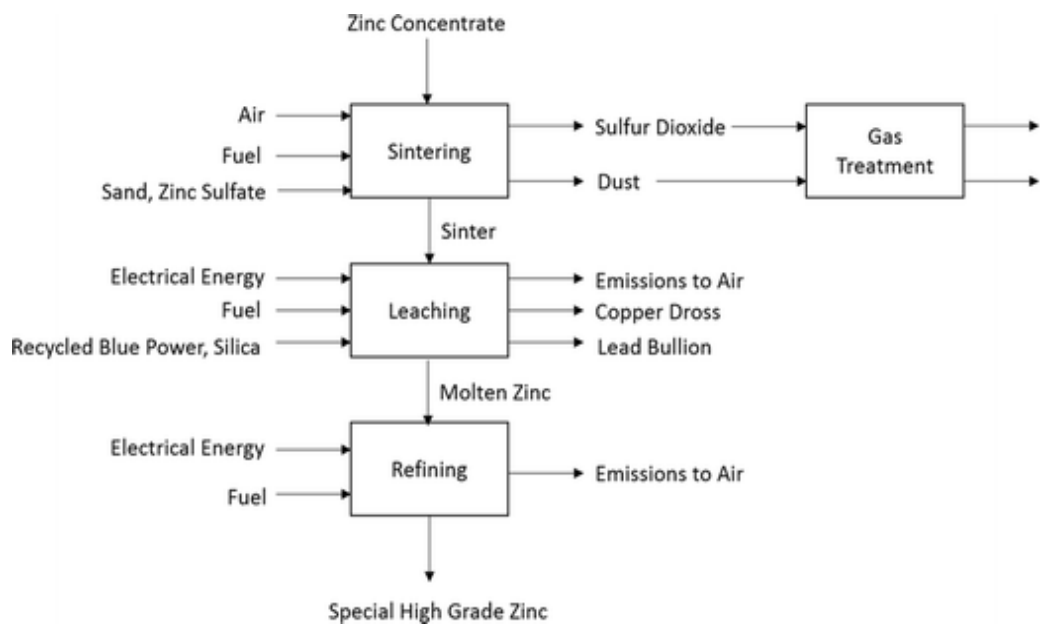 Zinc Concentrate
Air
Fuel
Sand, Zinc Sulfate
Sintering
Sulfur Dioxide
Dust
Gas
Treatment
Sinter
Electrical Energy
Fuel
Recycled Blue Power, Silica
Leaching
Emissions to Air
Copper Dross
Lead Bullion
Molten Zinc
Electrical Energy
Fuel
Refining
Emissions to Air
Special High Grade Zinc